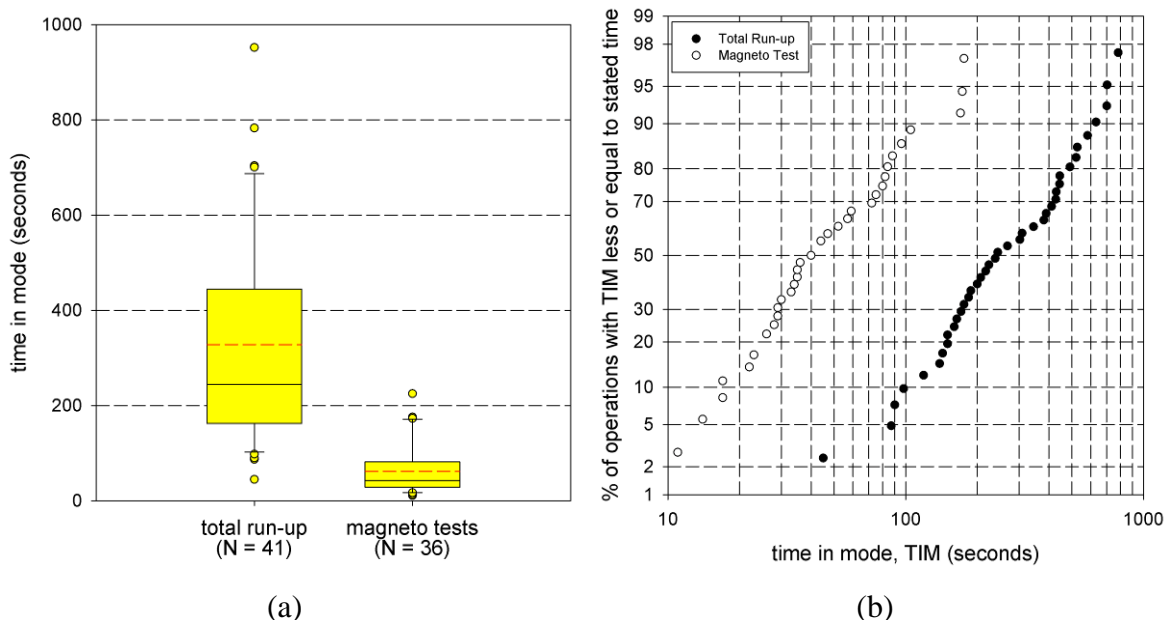 1000
800
600
400
200
0
time in mode (seconds)
total run-up
(N = 41)
magneto tests
(N = 36)
(a)
99
98
95
90
80
70
50
30
20
10
5
2
1
% of operations with TIM less or equal to stated time
Total Run-up
Magneto Test
10
100
1000
time in mode, TIM (seconds)
(b)